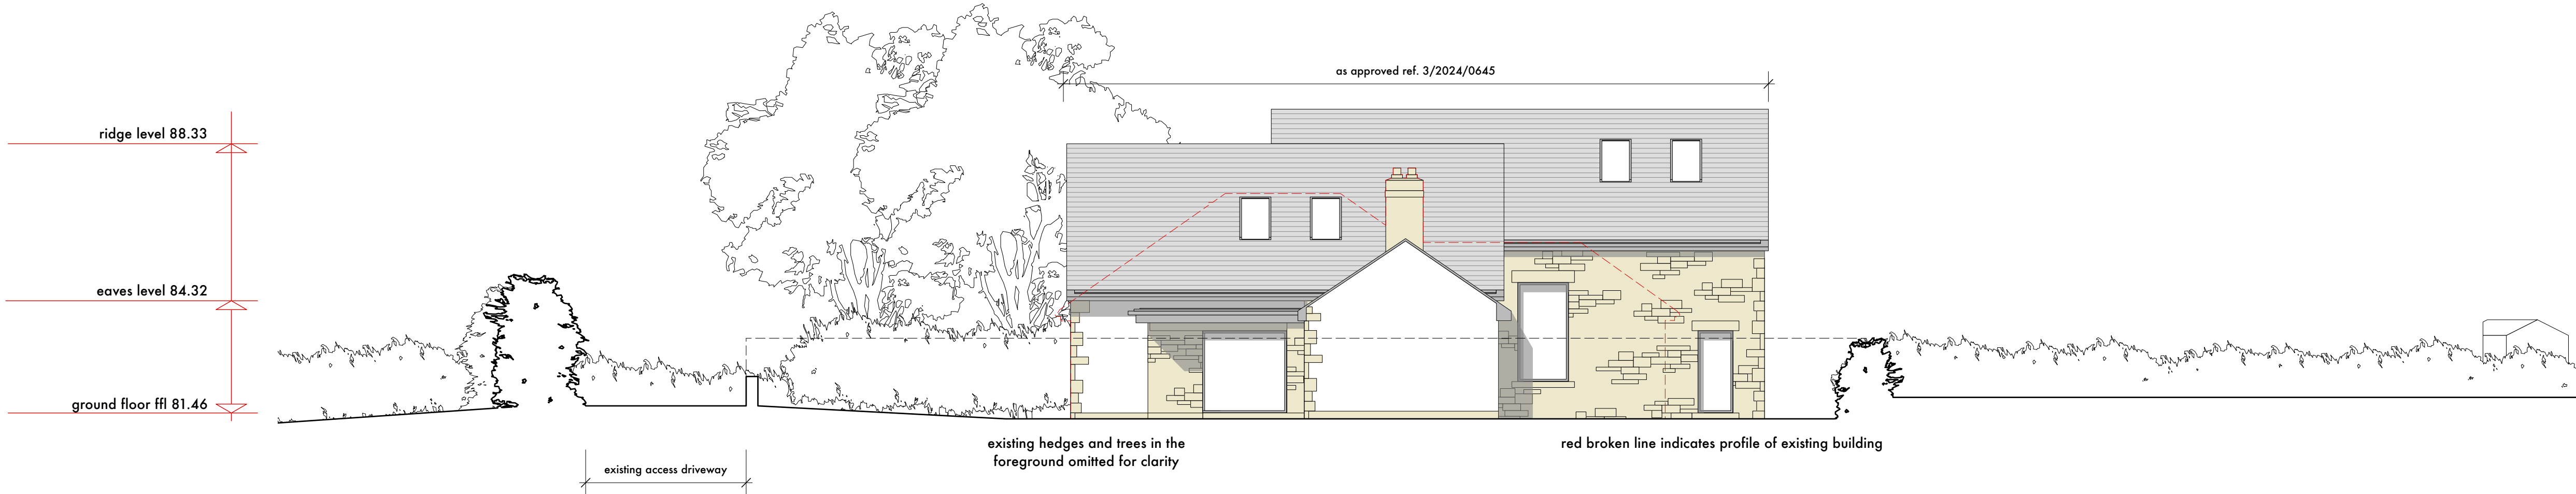 as approved ref. 3/2024/0645
ridge level 88.33
eaves level 84.32
ground floor ffl 81.46
existing hedges and trees in the
foreground omitted for clarity
red broken line indicates profile of existing building
existing access driveway